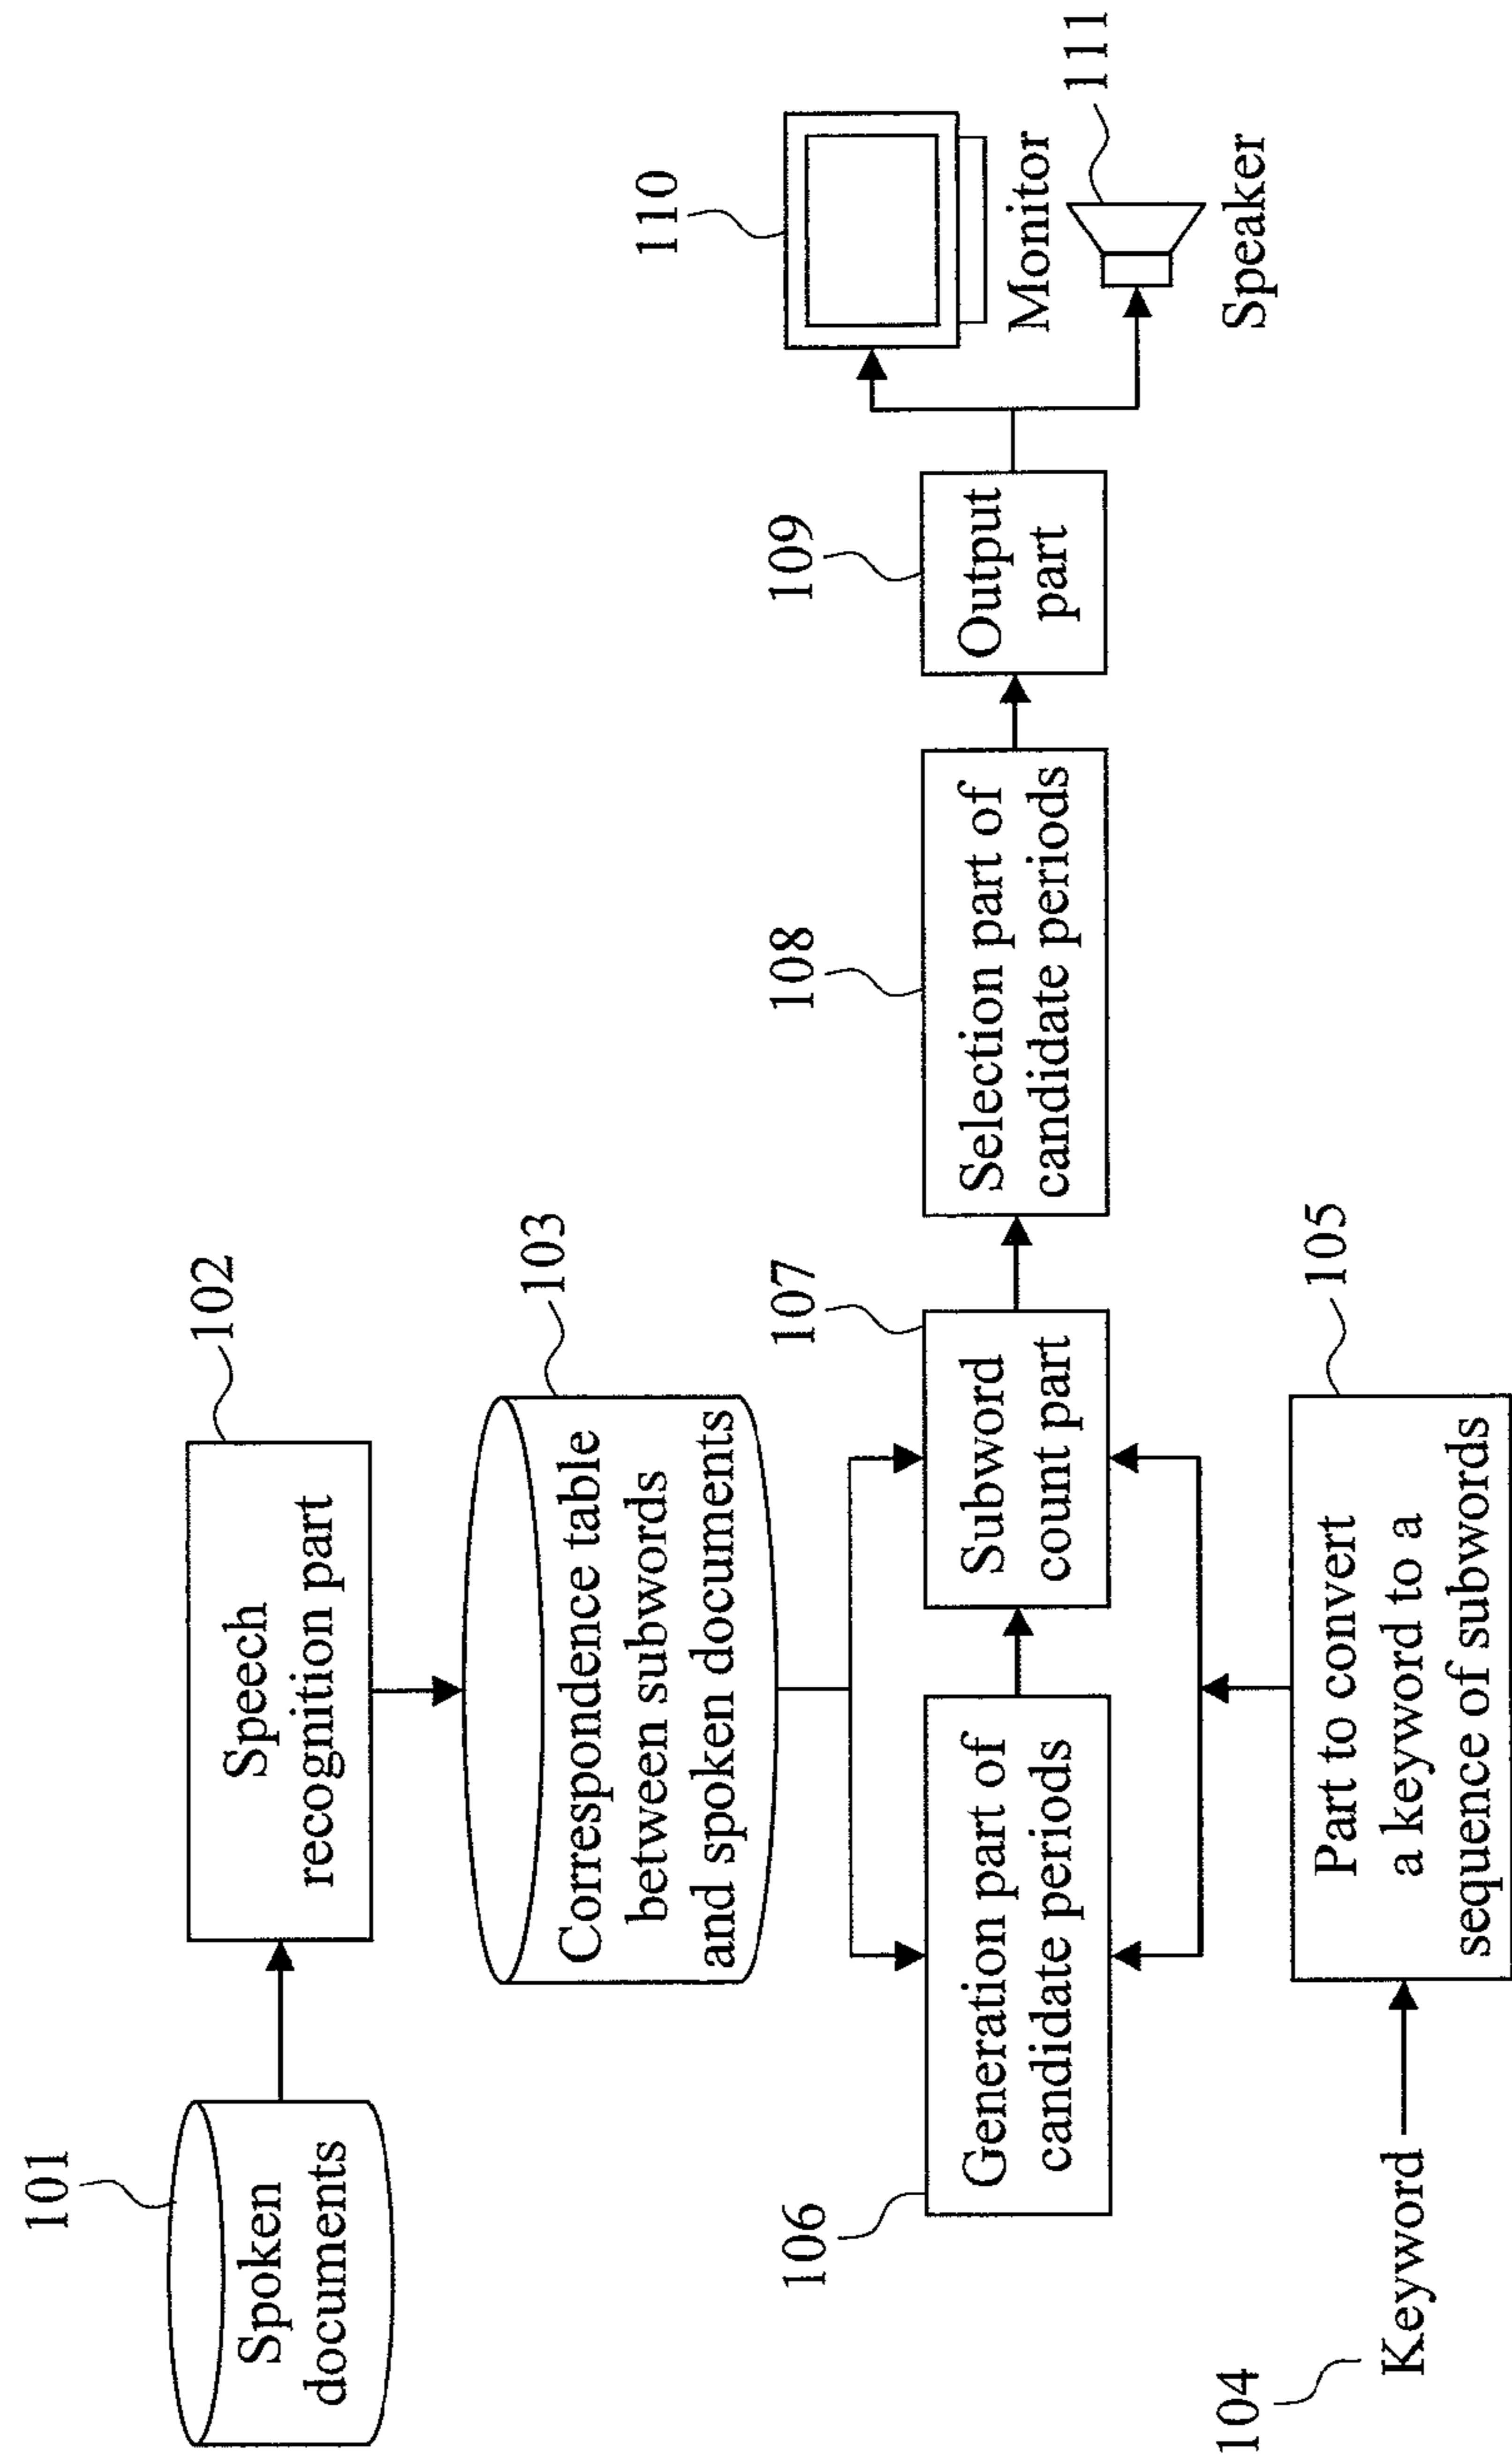 101
Spoken
documents
102
Speech
recognition part
103
Correspondence table
between subwords
and spoken documents
104
Keyword
105
Part to convert
a keyword to a
sequence of subwords
106
Generation part of
candidate periods
107
Subword
count part
108
Selection part of
candidate periods
109
Output
part
110
Monitor
111
Speaker